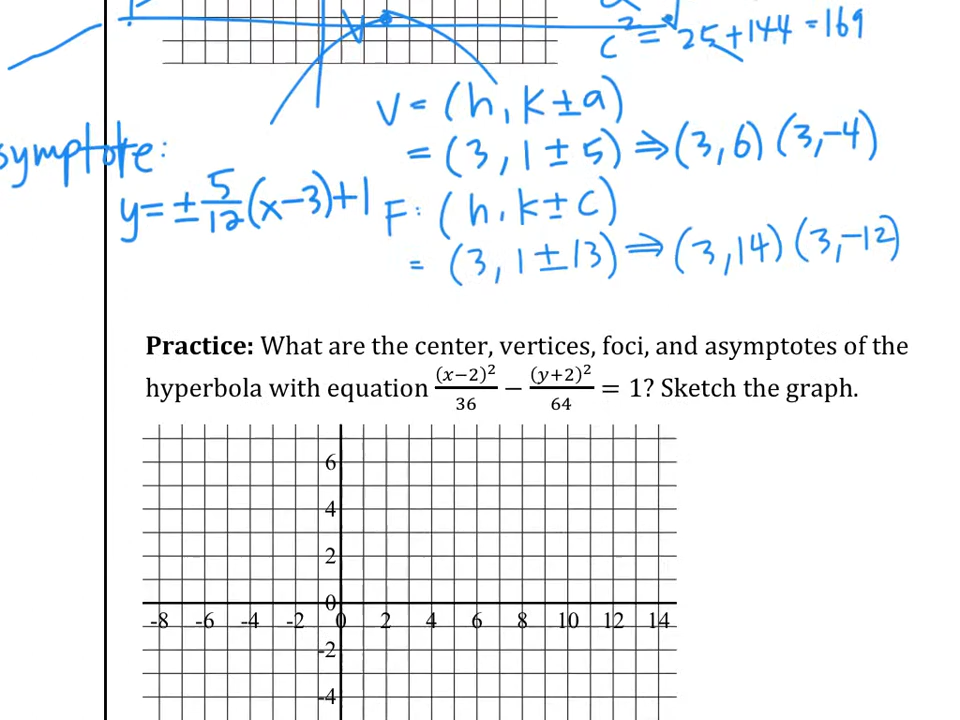 c² = 25+144 = 169
V = (h, k±a)
symptote:
= (3, 1 ± 5) ⇒ (3, 6) (3, -4)
y = ± 5/12 (x-3)+1
F: (h, k± c)
= (3, 1 ± 13) ⇒ (3, 14) (3, -12)
Practice: What are the center, vertices, foci, and asymptotes of the
hyperbola with equation (x−2)²/36 − (y+2)²/64 = 1? Sketch the graph.
6
4
2
0
-8 -6 -4 -2 0 2 4 6 8 10 12 14
-2
-4